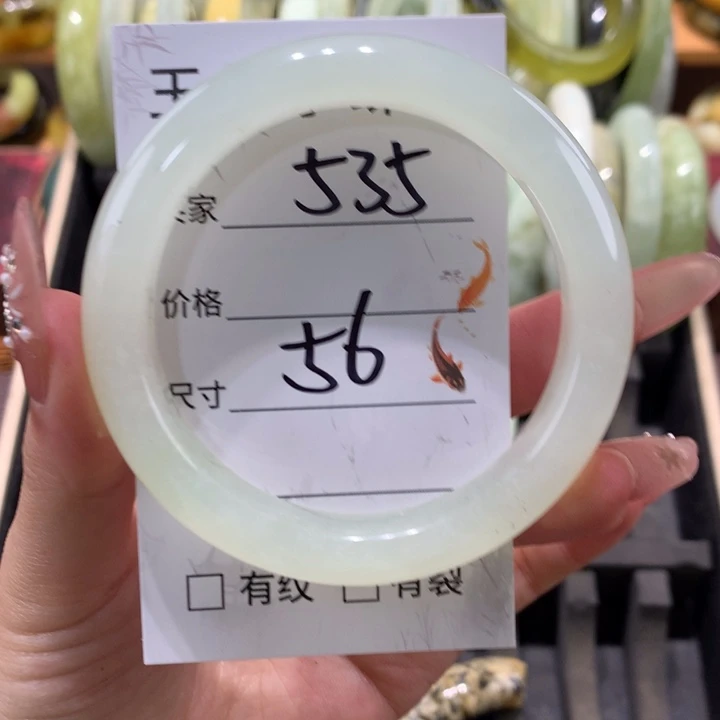 家 535
价格
尺寸 56
有纹 有裂